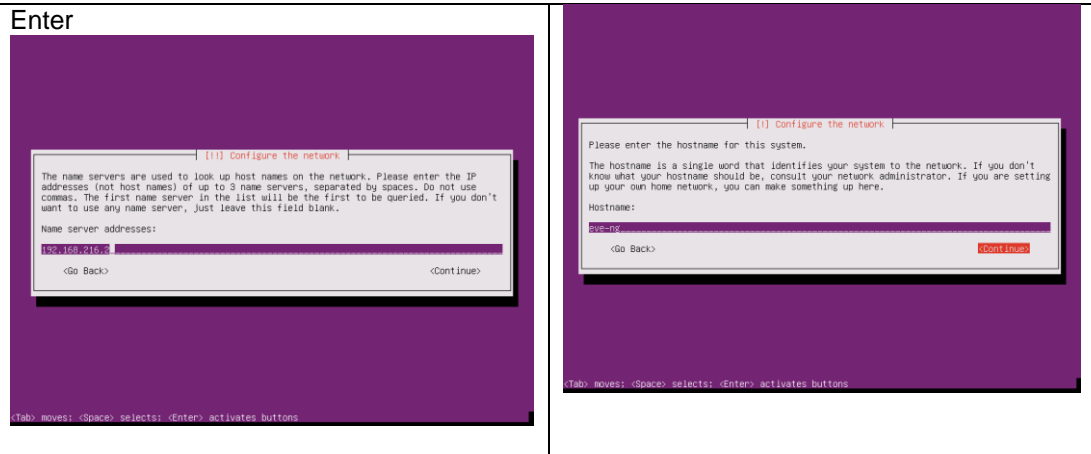 Enter
[!!] Configure the network
The name servers are used to look up host names on the network. Please enter the IP
addresses (not host names) of up to 3 name servers, separated by spaces. Do not use
commas. The first name server in the list will be the first to be queried. If you don't
want to use any name server, just leave this field blank.
Name server addresses:
192.168.216.2
<Go Back> <Continue>
<Tab> moves; <Space> selects; <Enter> activates buttons
[!] Configure the network
Please enter the hostname for this system.
The hostname is a single word that identifies your system to the network. If you don't
know what your hostname should be, consult your network administrator. If you are setting
up your own home network, you can make something up here.
Hostname:
eve-ng
<Go Back> <Continue>
<Tab> moves; <Space> selects; <Enter> activates buttons